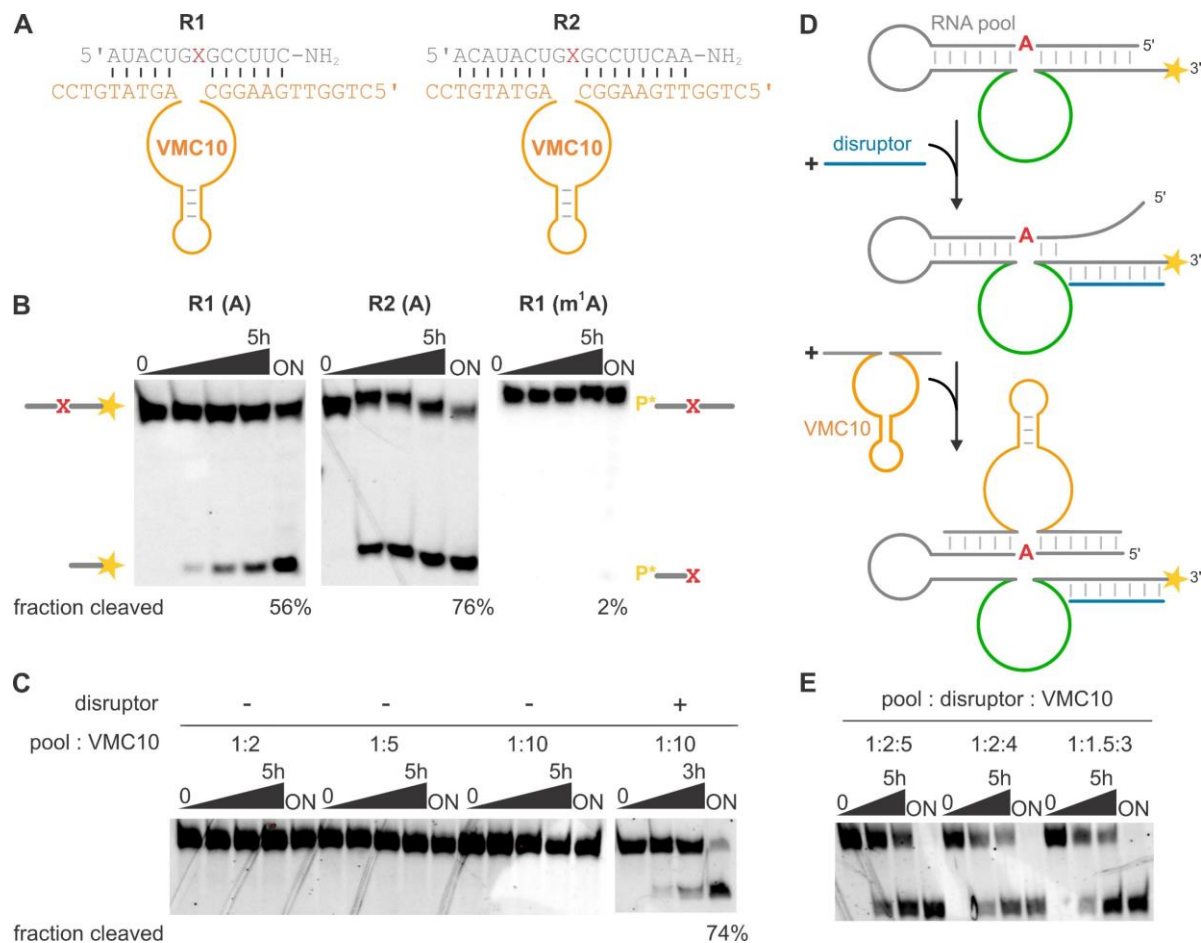 A
R1
R2
5'AUACUGXGCCUUC-NH2
5'ACAUACUGXGCCUUCAA-NH2
CCTGTATGA CGGAAGTTGGTC5'
CCTGTATGA CGGAAGTTGGTC5'
VMC10
VMC10
B
R1 (A)
R2 (A)
R1 (m¹A)
0 5h ON
0 5h ON
0 5h ON
X
P* X
P* X
fraction cleaved 56% 76% 2%
C
disruptor - - - +
pool : VMC10 1:2 1:5 1:10 1:10
0 5h ON 0 5h ON 0 5h ON 0 3h ON
fraction cleaved 74%
D
RNA pool
A
5'
3'
+ disruptor
5'
A
3'
+
VMC10
A
5'
3'
E
pool : disruptor : VMC10
1:2:5 1:2:4 1:1.5:3
0 5h ON 0 5h ON 0 5h ON